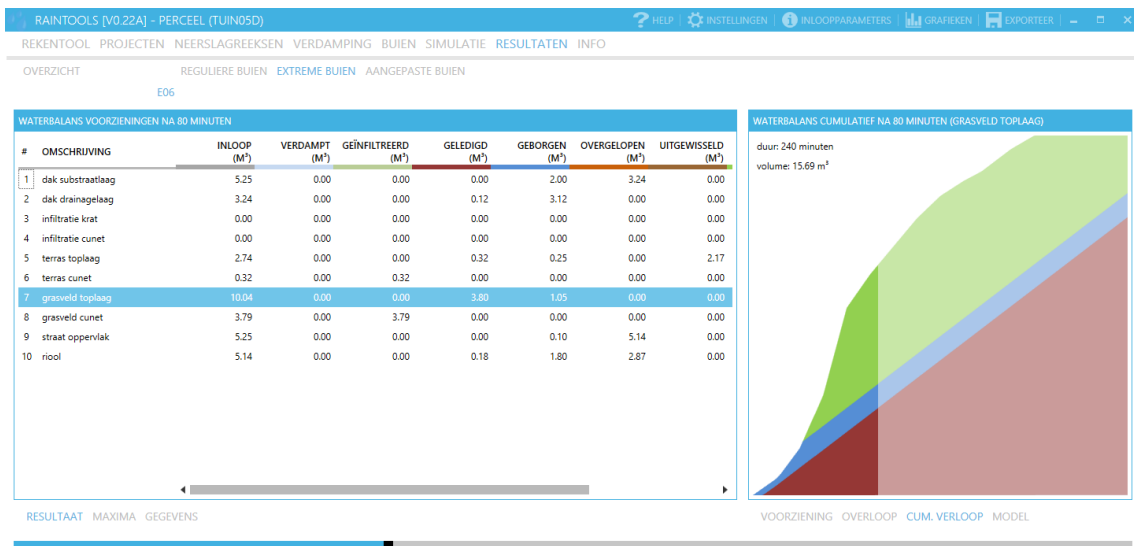 RAINTOOLS [V0.22A] – PERCEEL (TUIN05D) ? HELP | INSTELLINGEN | INLOOPPARAMETERS | GRAFIEKEN | EXPORTEER
REKENTOOL PROJECTEN NEERSLAGREEKSEN VERDAMPING BUIEN SIMULATIE RESULTATEN INFO
OVERZICHT REGULIERE BUIEN EXTREME BUIEN AANGEPASTE BUIEN
E06
WATERBALANS VOORZIENINGEN NA 80 MINUTEN
# OMSCHRIJVING INLOOP (M³) VERDAMPT (M³) GEÏNFILTREERD (M³) GELEDIGD (M³) GEBORGEN (M³) OVERGELOPEN (M³) UITGEWISSELD (M³)
1 dak substraatlaag 5.25 0.00 0.00 0.00 2.00 3.24 0.00
2 dak drainagelaag 3.24 0.00 0.00 0.12 3.12 0.00 0.00
3 infiltratie krat 0.00 0.00 0.00 0.00 0.00 0.00 0.00
4 infiltratie cunet 0.00 0.00 0.00 0.00 0.00 0.00 0.00
5 terras toplaag 2.74 0.00 0.00 0.32 0.25 0.00 2.17
6 terras cunet 0.32 0.00 0.32 0.00 0.00 0.00 0.00
7 grasveld toplaag 10.04 0.00 0.00 3.80 1.05 0.00 0.00
8 grasveld cunet 3.79 0.00 3.79 0.00 0.00 0.00 0.00
9 straat oppervlak 5.25 0.00 0.00 0.00 0.10 5.14 0.00
10 riool 5.14 0.00 0.00 0.18 1.80 2.87 0.00
RESULTAAT MAXIMA GEGEVENS
WATERBALANS CUMULATIEF NA 80 MINUTEN (GRASVELD TOPLAAG)
duur: 240 minuten
volume: 15.69 m³
VOORZIENING OVERLOOP CUM. VERLOOP MODEL